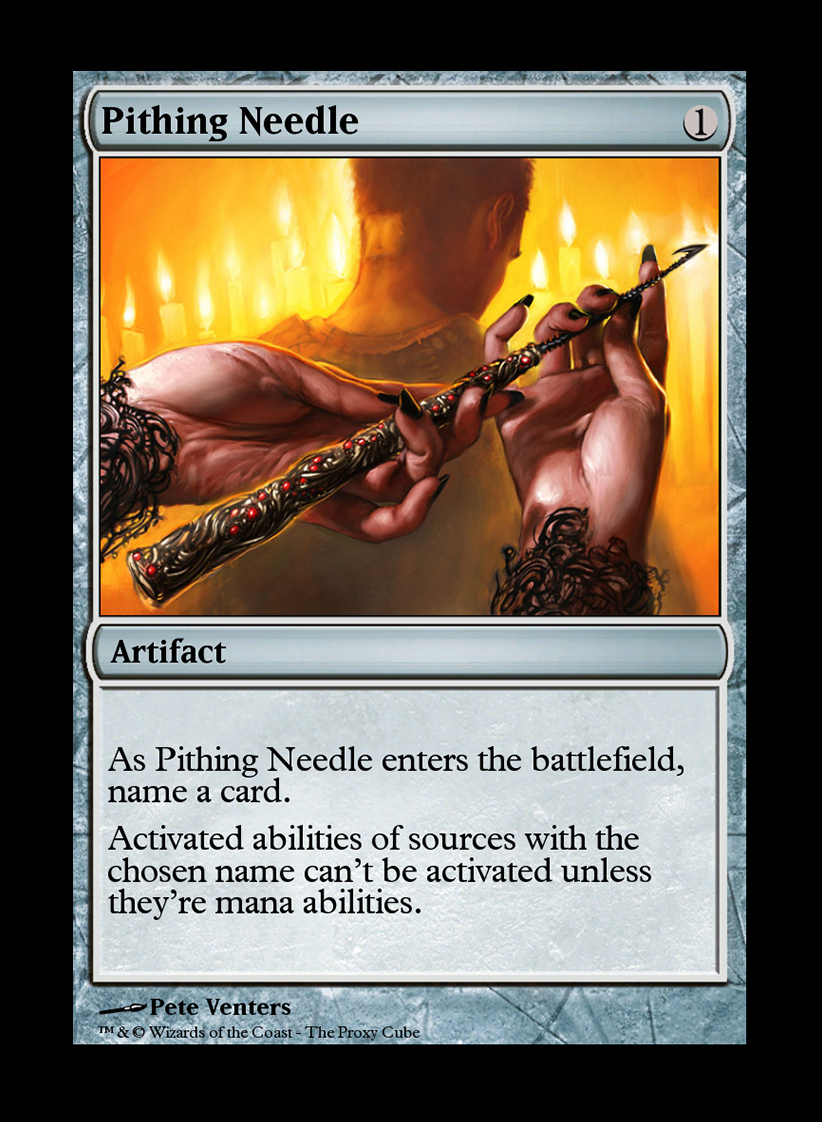 Pithing Needle 1
Artifact
As Pithing Needle enters the battlefield,
name a card.
Activated abilities of sources with the
chosen name can't be activated unless
they're mana abilities.
Pete Venters
™ & © Wizards of the Coast - The Proxy Cube